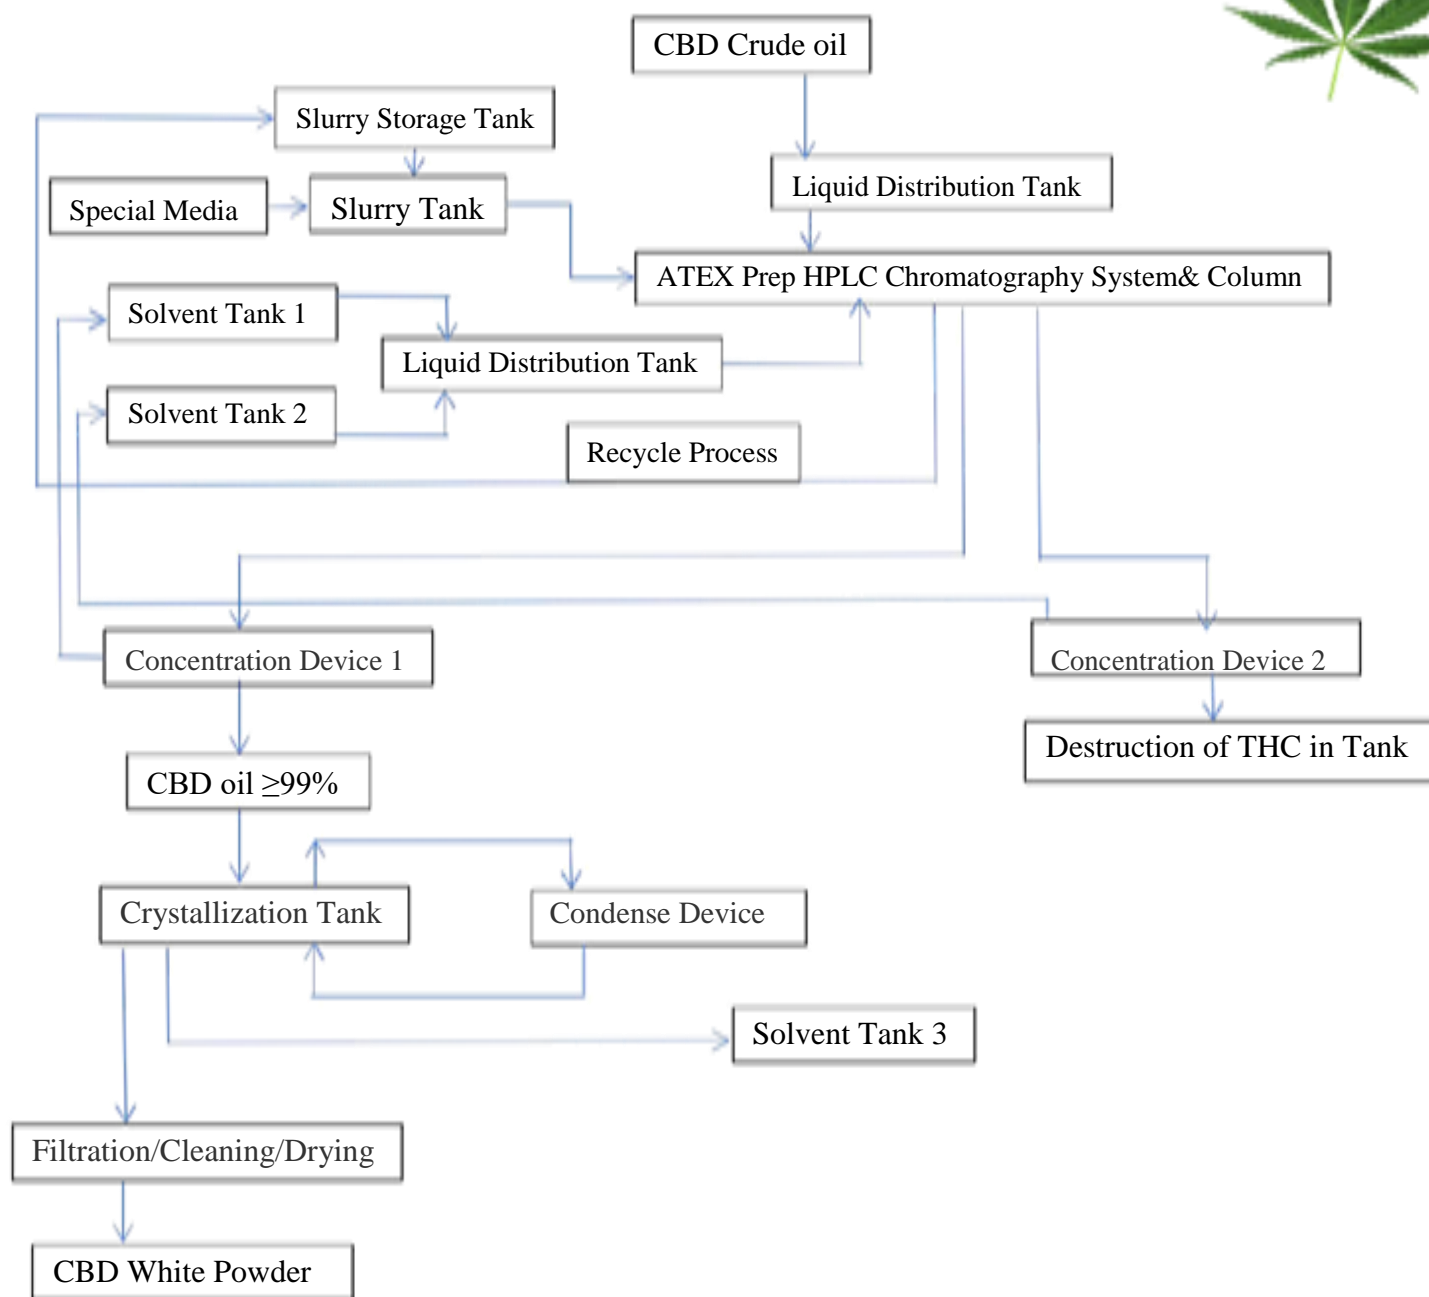 CBD Crude oil
Slurry Storage Tank
Liquid Distribution Tank
Special Media
Slurry Tank
ATEX Prep HPLC Chromatography System& Column
Solvent Tank 1
Liquid Distribution Tank
Solvent Tank 2
Recycle Process
Concentration Device 1
Concentration Device 2
Destruction of THC in Tank
CBD oil ≥99%
Crystallization Tank
Condense Device
Solvent Tank 3
Filtration/Cleaning/Drying
CBD White Powder